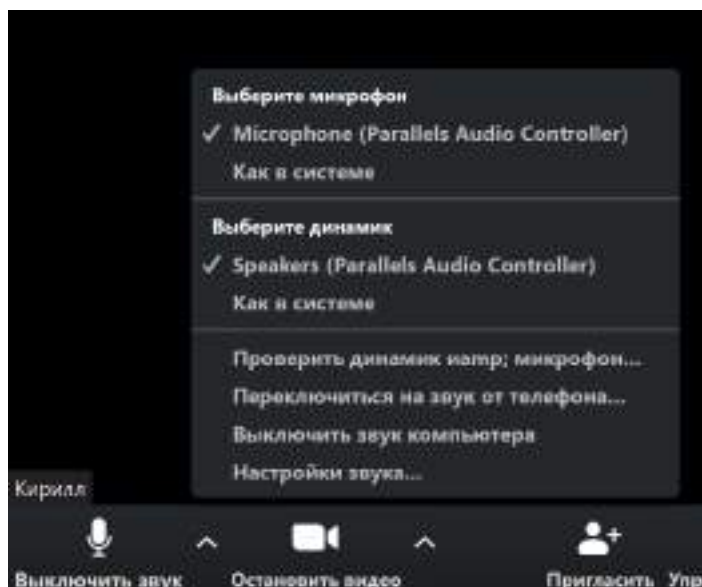 Выберите микрофон
✓ Microphone (Parallels Audio Controller)
Как в системе
Выберите динамик
✓ Speakers (Parallels Audio Controller)
Как в системе
Проверить динамик иamp; микрофон...
Переключиться на звук от телефона...
Выключить звук компьютера
Настройки звука...
Кирилл
Выключить звук Остановить видео Пригласить Упр